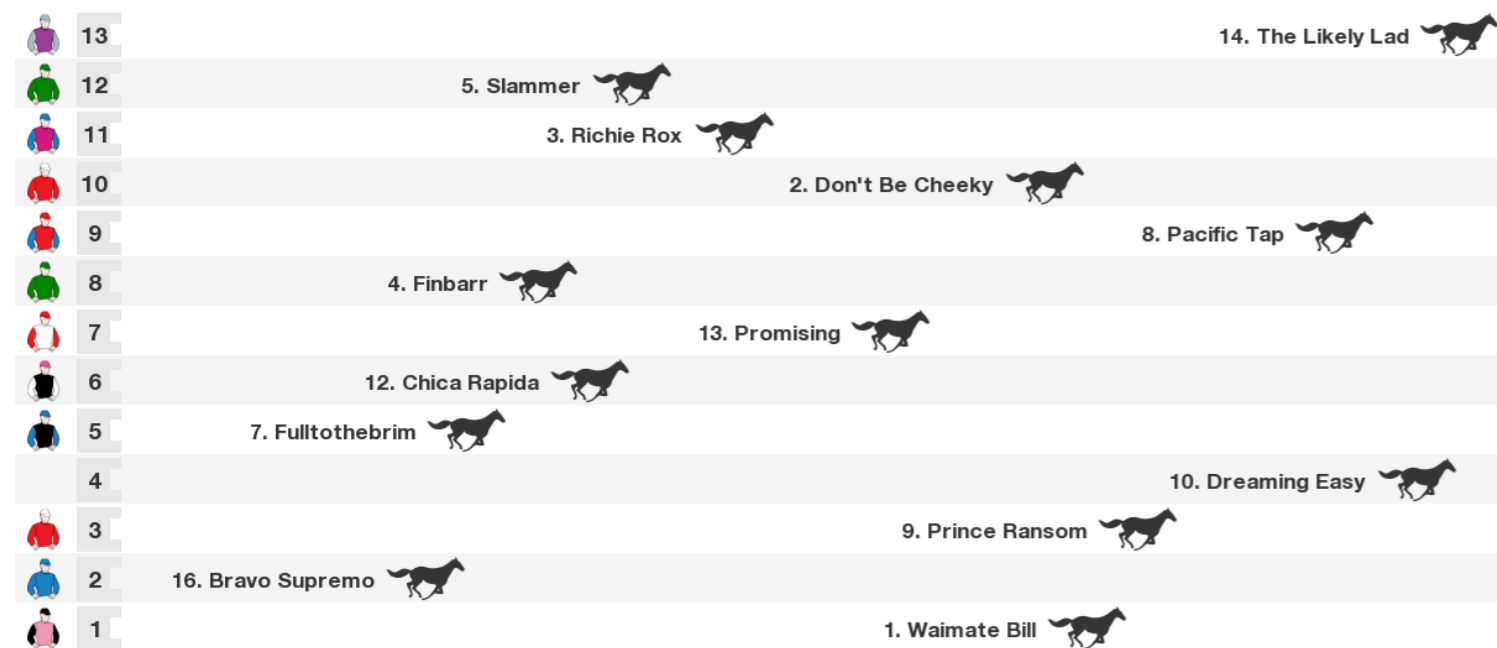 13 14. The Likely Lad
12 5. Slammer
11 3. Richie Rox
10 2. Don't Be Cheeky
9 8. Pacific Tap
8 4. Finbarr
7 13. Promising
6 12. Chica Rapida
5 7. Fulltothebrim
4 10. Dreaming Easy
3 9. Prince Ransom
2 16. Bravo Supremo
1 1. Waimate Bill